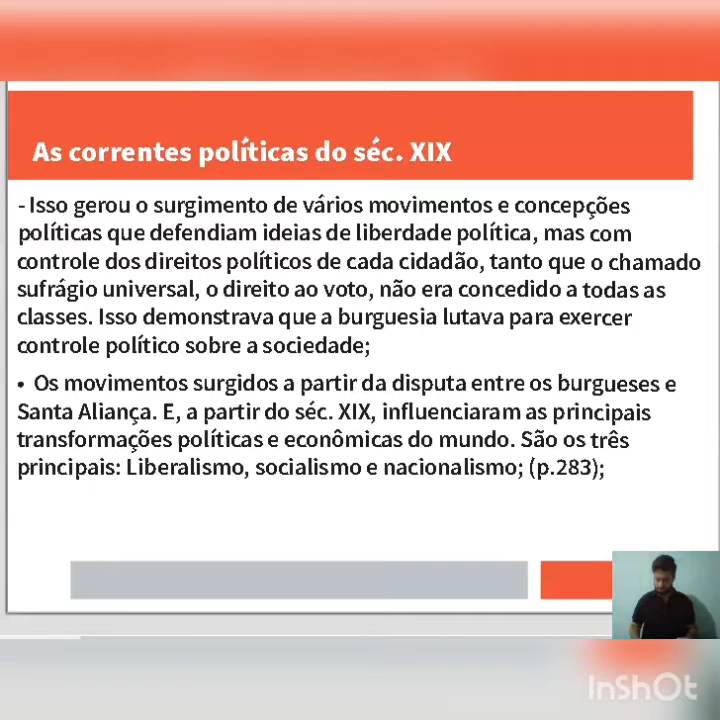 As correntes políticas do séc. XIX
- Isso gerou o surgimento de vários movimentos e concepções
políticas que defendiam ideias de liberdade política, mas com
controle dos direitos políticos de cada cidadão, tanto que o chamado
sufrágio universal, o direito ao voto, não era concedido a todas as
classes. Isso demonstrava que a burguesia lutava para exercer
controle político sobre a sociedade;
• Os movimentos surgidos a partir da disputa entre os burgueses e
Santa Aliança. E, a partir do séc. XIX, influenciaram as principais
transformações políticas e econômicas do mundo. São os três
principais: Liberalismo, socialismo e nacionalismo; (p.283);
InShOt